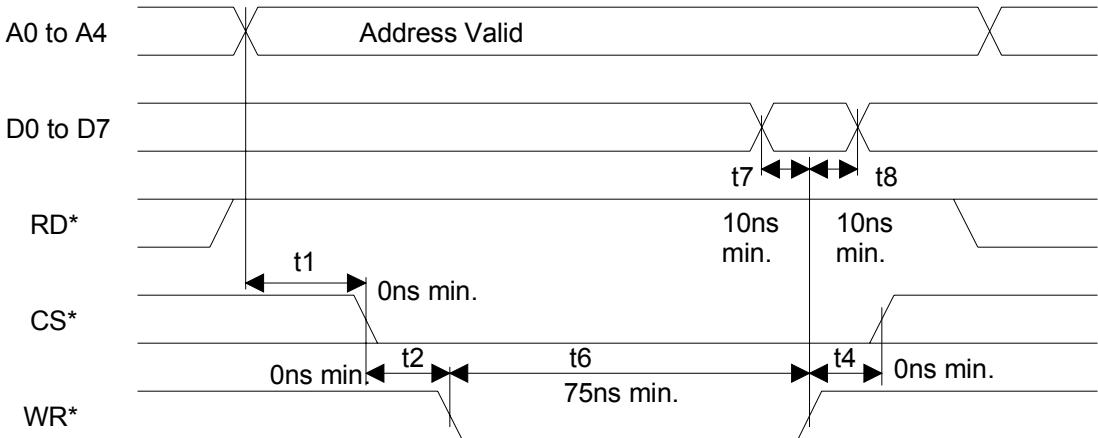 A0 to A4
Address Valid
D0 to D7
t7
t8
RD*
10ns
min.
10ns
min.
t1
0ns min.
CS*
0ns min.
t2
t6
75ns min.
t4
0ns min.
WR*